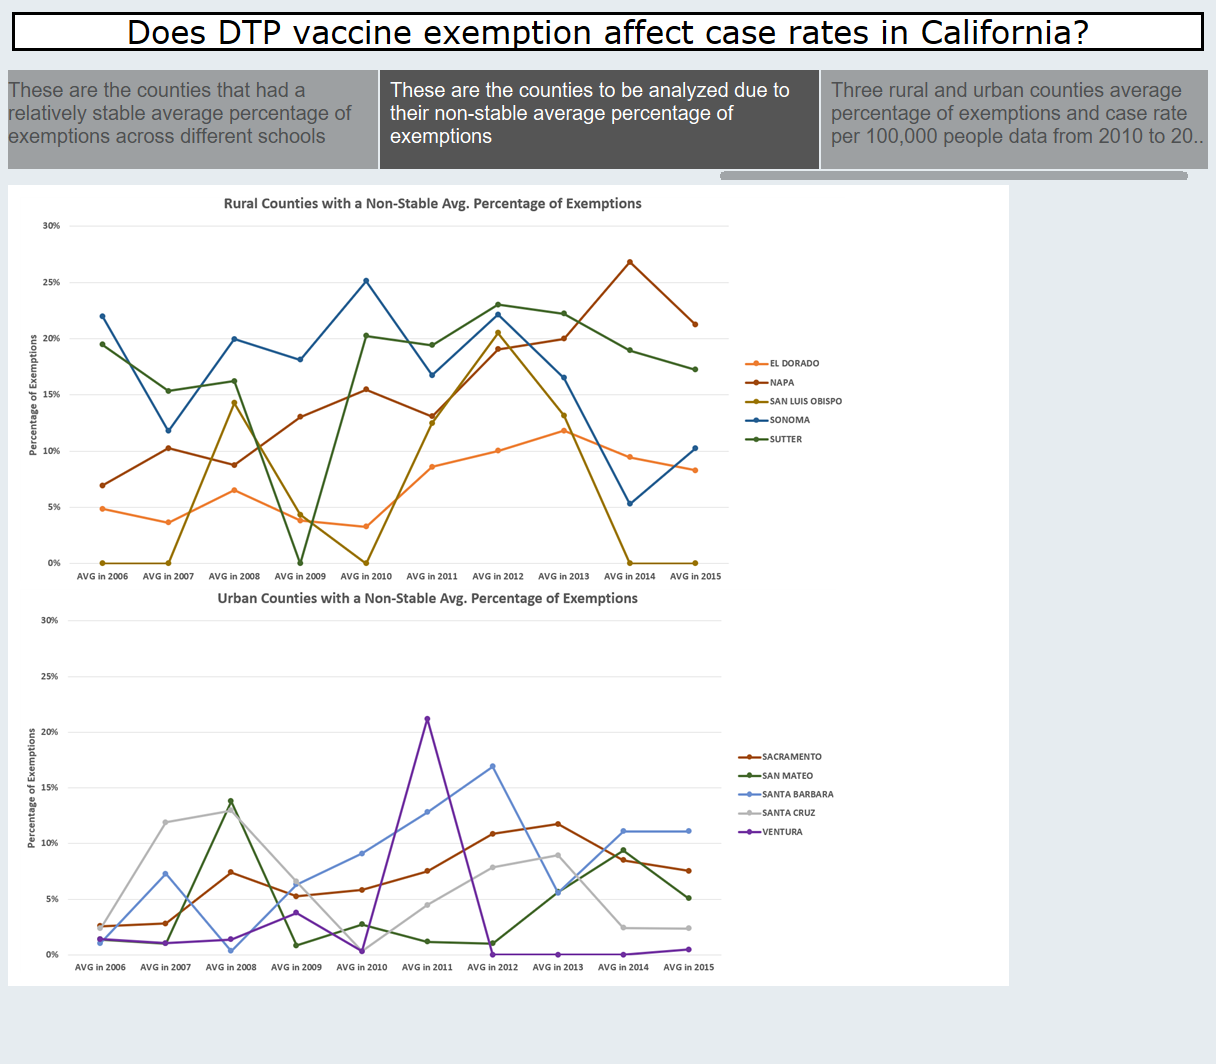 Does DTP vaccine exemption affect case rates in California?
These are the counties that had a
relatively stable average percentage of
exemptions across different schools
These are the counties to be analyzed due to
their non-stable average percentage of
exemptions
Three rural and urban counties average
percentage of exemptions and case rate
per 100,000 people data from 2010 to 20..
Rural Counties with a Non-Stable Avg. Percentage of Exemptions
Percentage of Exemptions
30%
25%
20%
15%
10%
5%
0%
AVG in 2006 AVG in 2007 AVG in 2008 AVG in 2009 AVG in 2010 AVG in 2011 AVG in 2012 AVG in 2013 AVG in 2014 AVG in 2015
EL DORADO
NAPA
SAN LUIS OBISPO
SONOMA
SUTTER
Urban Counties with a Non-Stable Avg. Percentage of Exemptions
Percentage of Exemptions
30%
25%
20%
15%
10%
5%
0%
AVG in 2006 AVG in 2007 AVG in 2008 AVG in 2009 AVG in 2010 AVG in 2011 AVG in 2012 AVG in 2013 AVG in 2014 AVG in 2015
SACRAMENTO
SAN MATEO
SANTA BARBARA
SANTA CRUZ
VENTURA